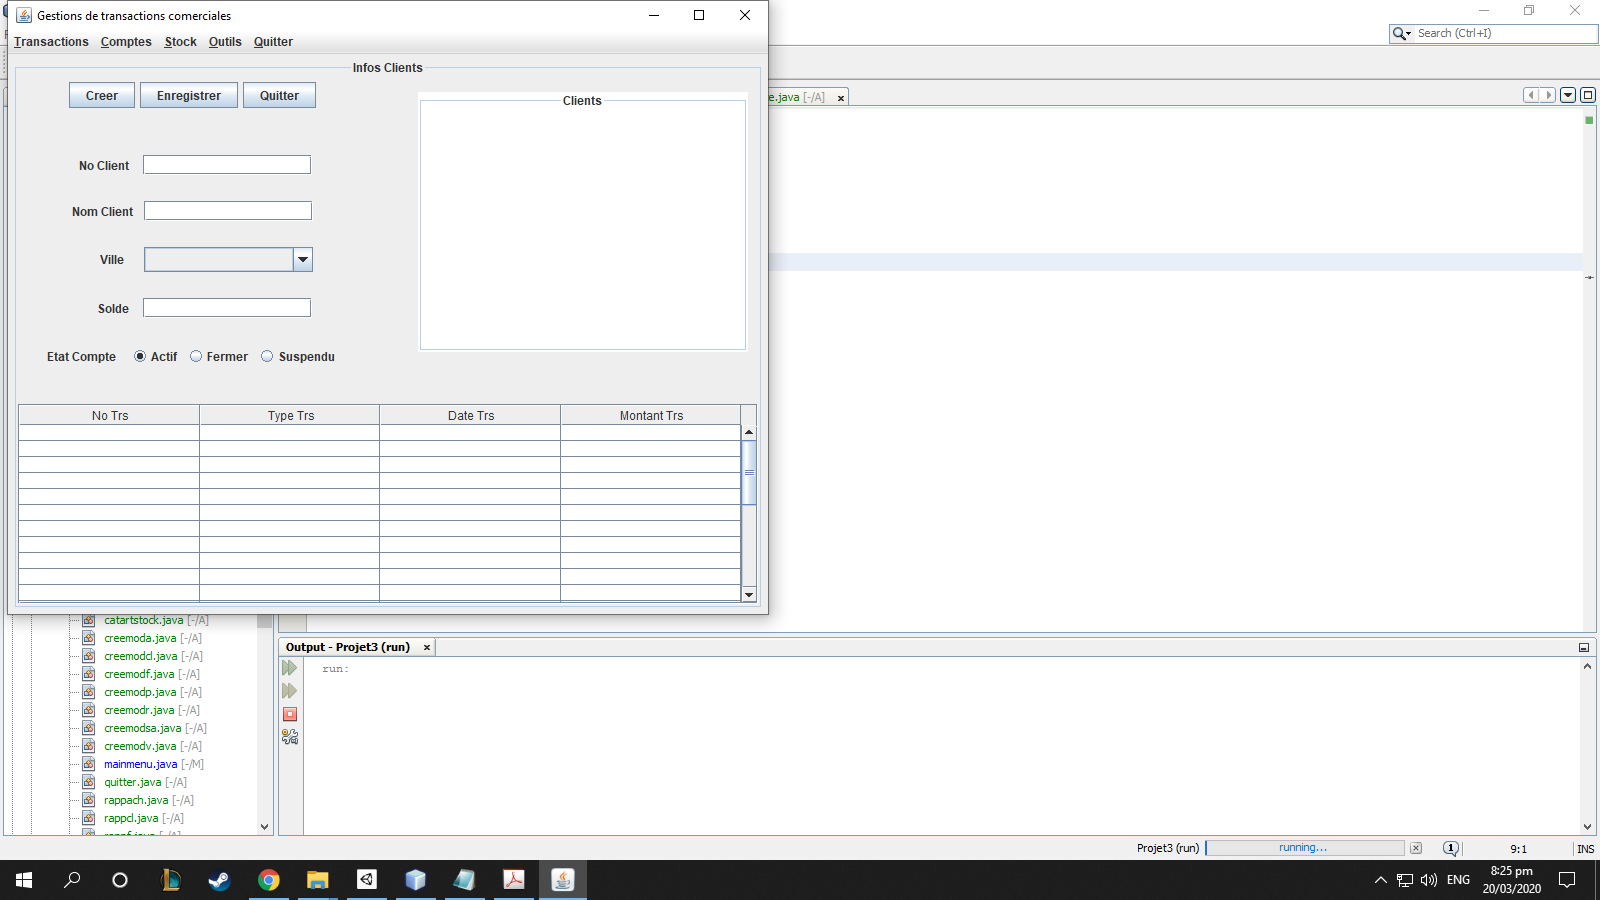 Gestions de transactions comerciales
Transactions Comptes Stock Outils Quitter
Search (Ctrl+I)
Infos Clients
Creer Enregistrer Quitter
Clients
e.java [-/A]
No Client
Nom Client
Ville
Solde
Etat Compte Actif Fermer Suspendu
No Trs Type Trs Date Trs Montant Trs
catartstock.java [-/A]
creemoda.java [-/A]
creemodcl.java [-/A]
creemodf.java [-/A]
creemodp.java [-/A]
creemodr.java [-/A]
creemodsa.java [-/A]
creemodv.java [-/A]
mainmenu.java [-/M]
quitter.java [-/A]
rappach.java [-/A]
rappcl.java [-/A]
Output - Projet3 (run)
run:
Projet3 (run) running... 1 9:1 INS
ENG 8:25 pm
20/03/2020